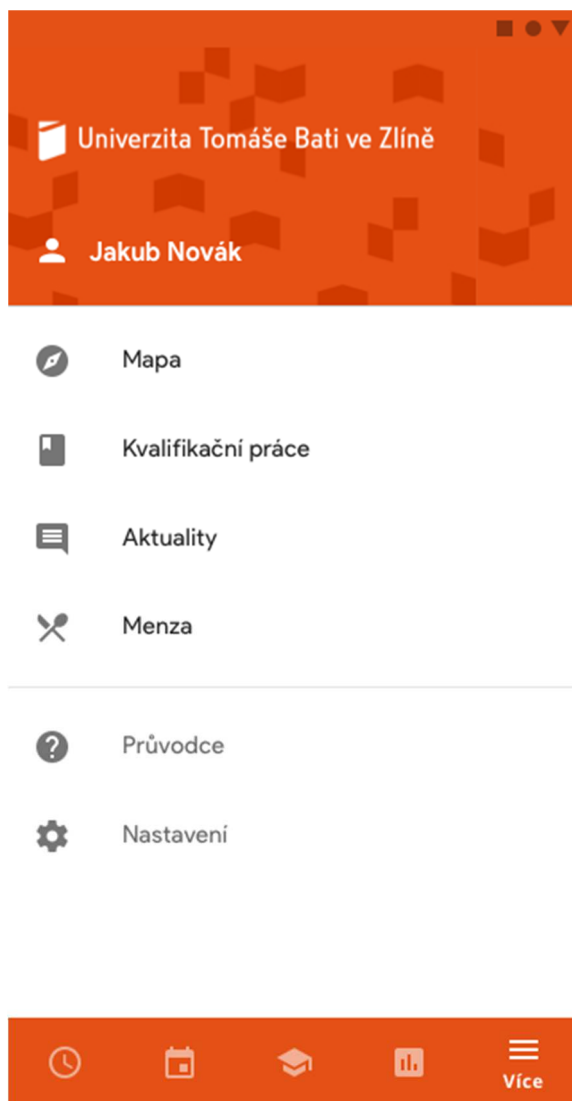 Univerzita Tomáše Bati ve Zlíně
Jakub Novák
Mapa
Kvalifikační práce
Aktuality
Menza
Průvodce
Nastavení
Více